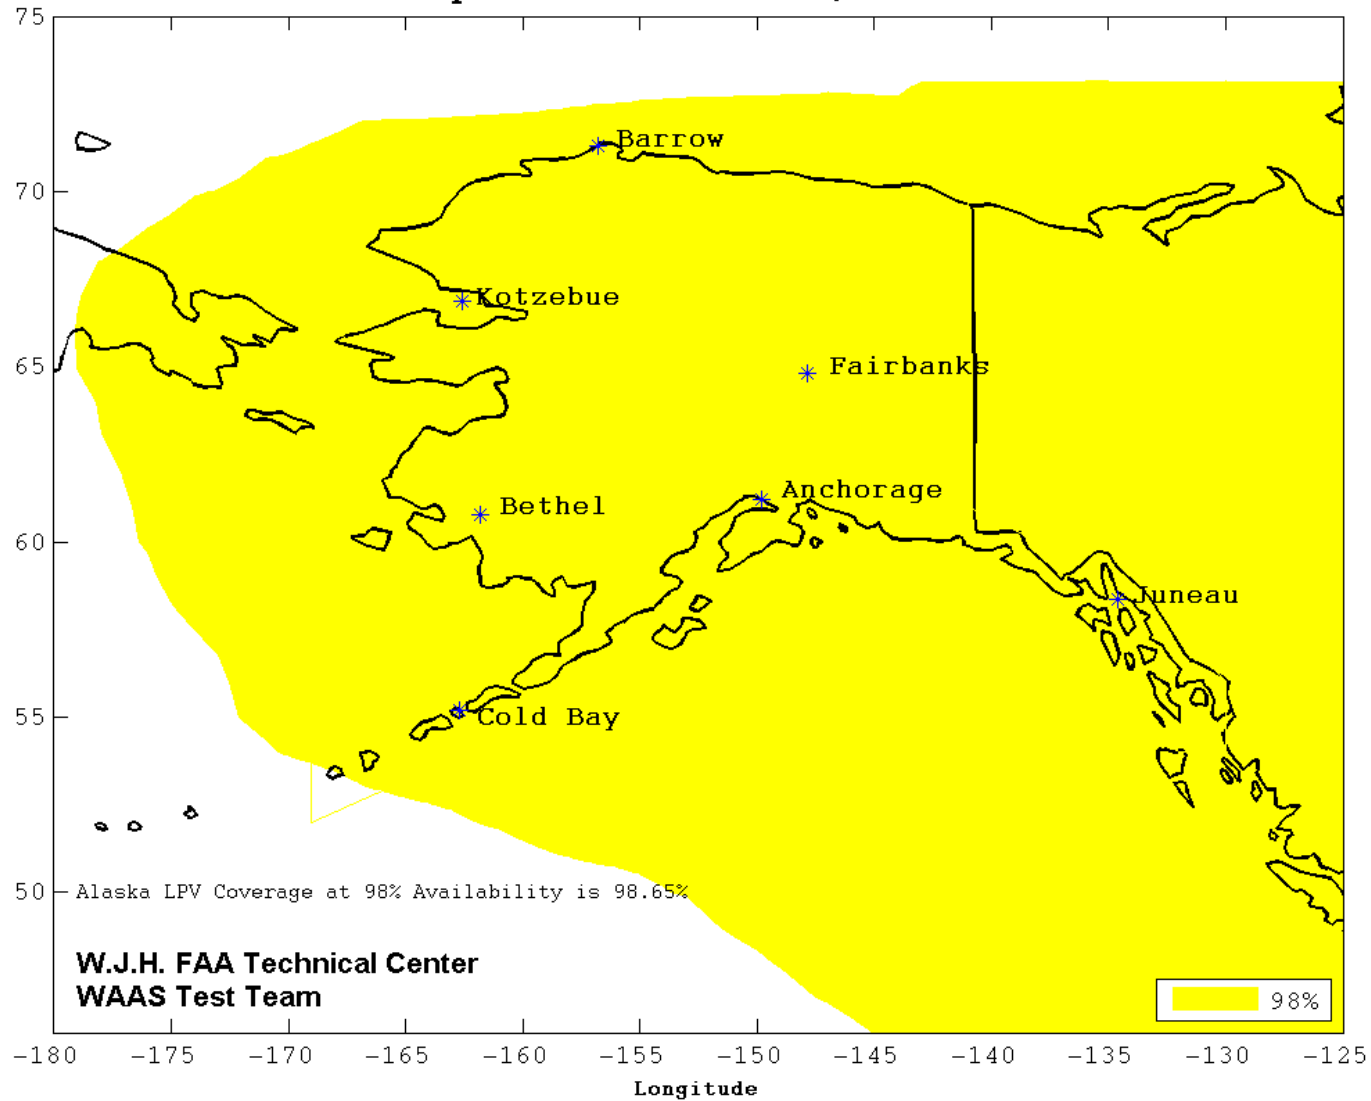 75
Barrow
70
Kotzebue
65
Fairbanks
Anchorage
Bethel
60
Juneau
55
Cold Bay
50
Alaska LPV Coverage at 98% Availability is 98.65%
W.J.H. FAA Technical Center
WAAS Test Team
98%
-180 -175 -170 -165 -160 -155 -150 -145 -140 -135 -130 -125
Longitude